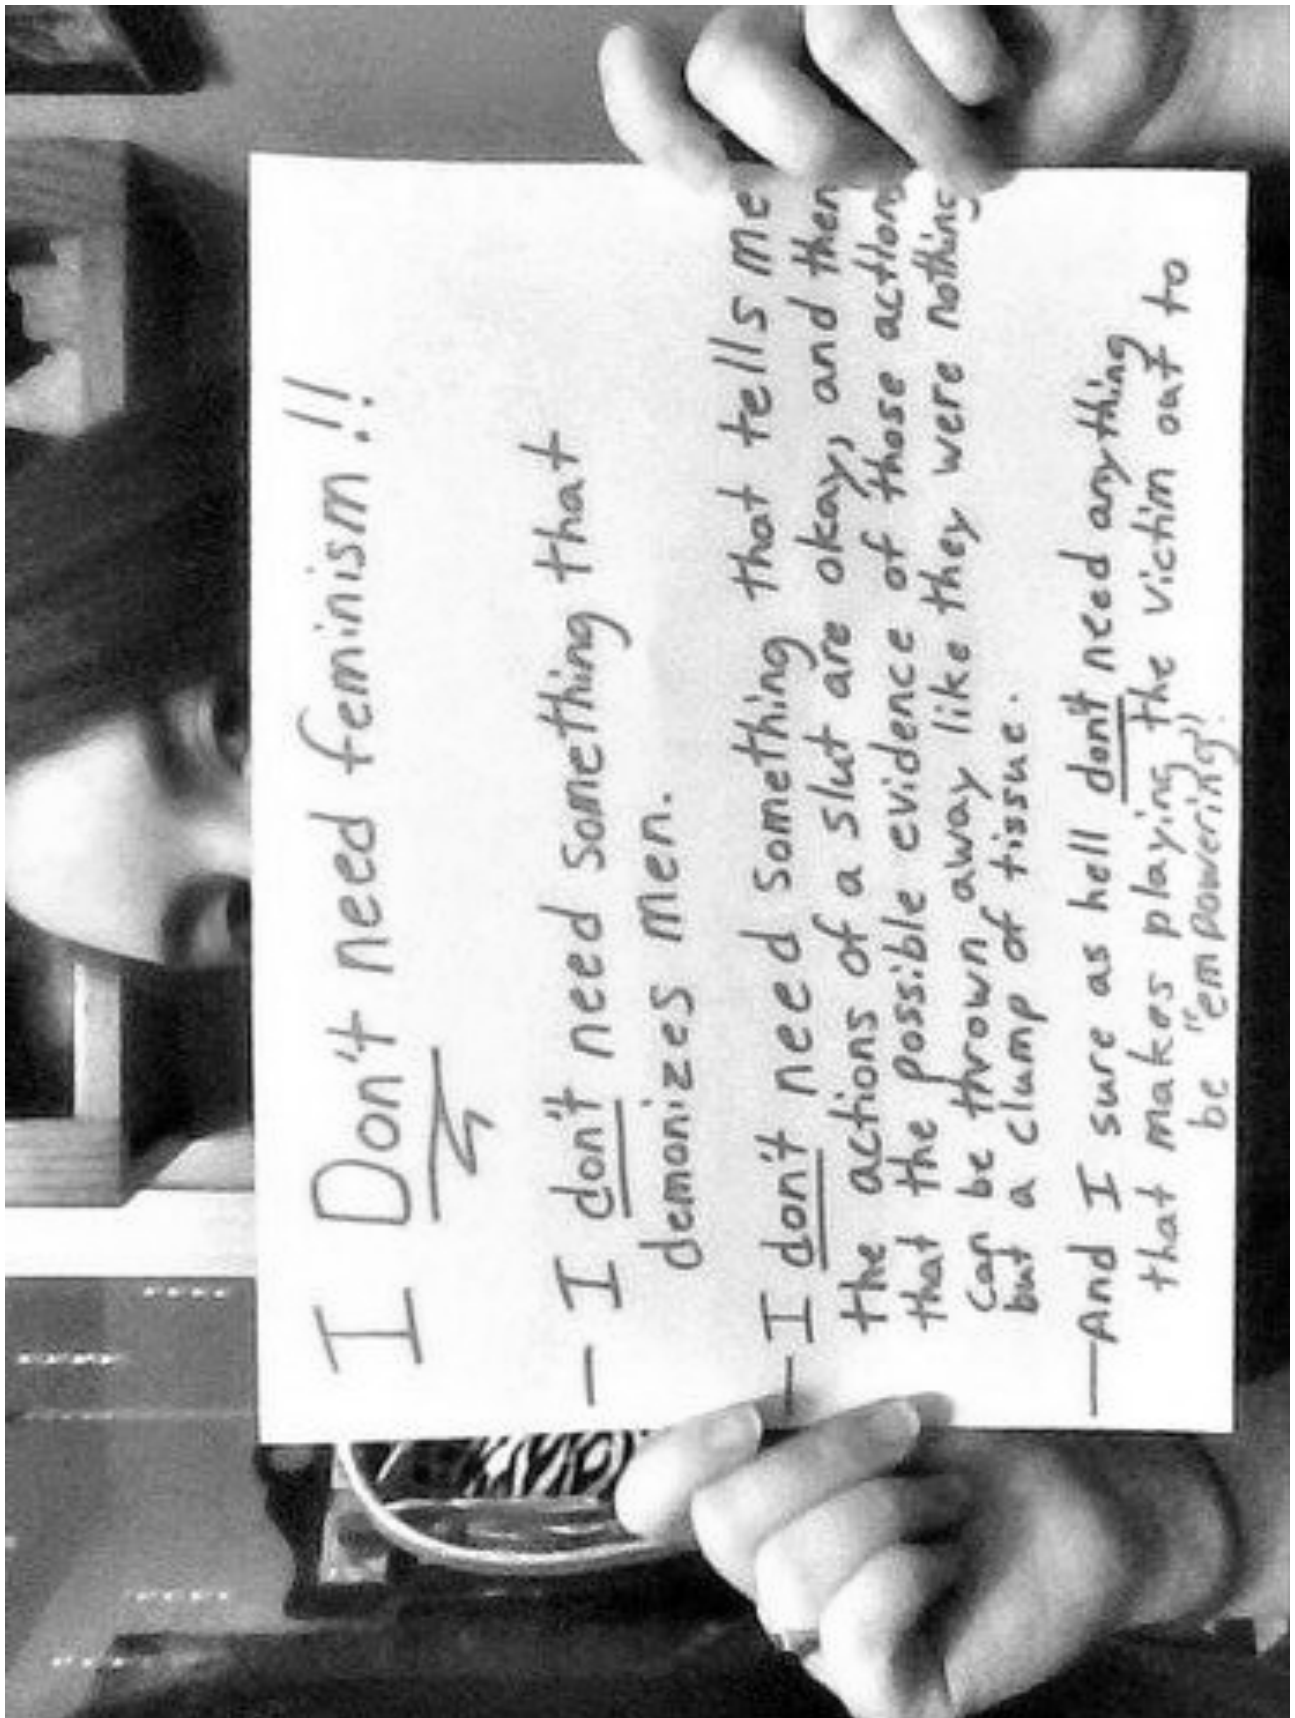 I Don't need feminism!!
— I don't need something that
demonizes men.
— I don't need something that tells me
the actions of a slut are okay, and then
that the possible evidence of those actions
can be thrown away like they were nothing
but a clump of tissue.
— And I sure as hell don't need anything
that makes playing the victim out to
be "empowering".